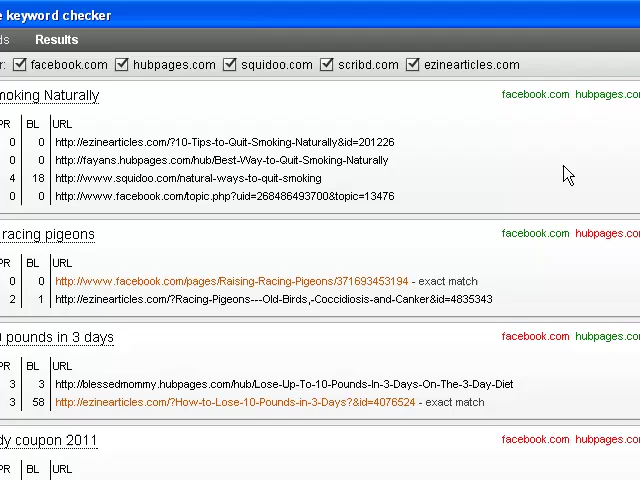 e keyword checker
ds Results
r: facebook.com hubpages.com squidoo.com scribd.com ezinearticles.com
moking Naturally facebook.com hubpages.co
PR BL URL
0 0 http://ezinearticles.com/?10-Tips-to-Quit-Smoking-Naturally&id=201226
0 0 http://fayans.hubpages.com/hub/Best-Way-to-Quit-Smoking-Naturally
4 18 http://www.squidoo.com/natural-ways-to-quit-smoking
0 0 http://www.facebook.com/topic.php?uid=268486493700&topic=13476
racing pigeons facebook.com hubpages.co
PR BL URL
0 0 http://www.facebook.com/pages/Raising-Racing-Pigeons/371693453194 - exact match
2 1 http://ezinearticles.com/?Racing-Pigeons---Old-Birds,-Coccidiosis-and-Canker&id=4835343
pounds in 3 days facebook.com hubpages.co
PR BL URL
3 3 http://blessedmommy.hubpages.com/hub/Lose-Up-To-10-Pounds-In-3-Days-On-The-3-Day-Diet
3 58 http://ezinearticles.com/?How-to-Lose-10-Pounds-in-3-Days?&id=4076524 - exact match
dy coupon 2011 facebook.com hubpages.co
PR BL URL